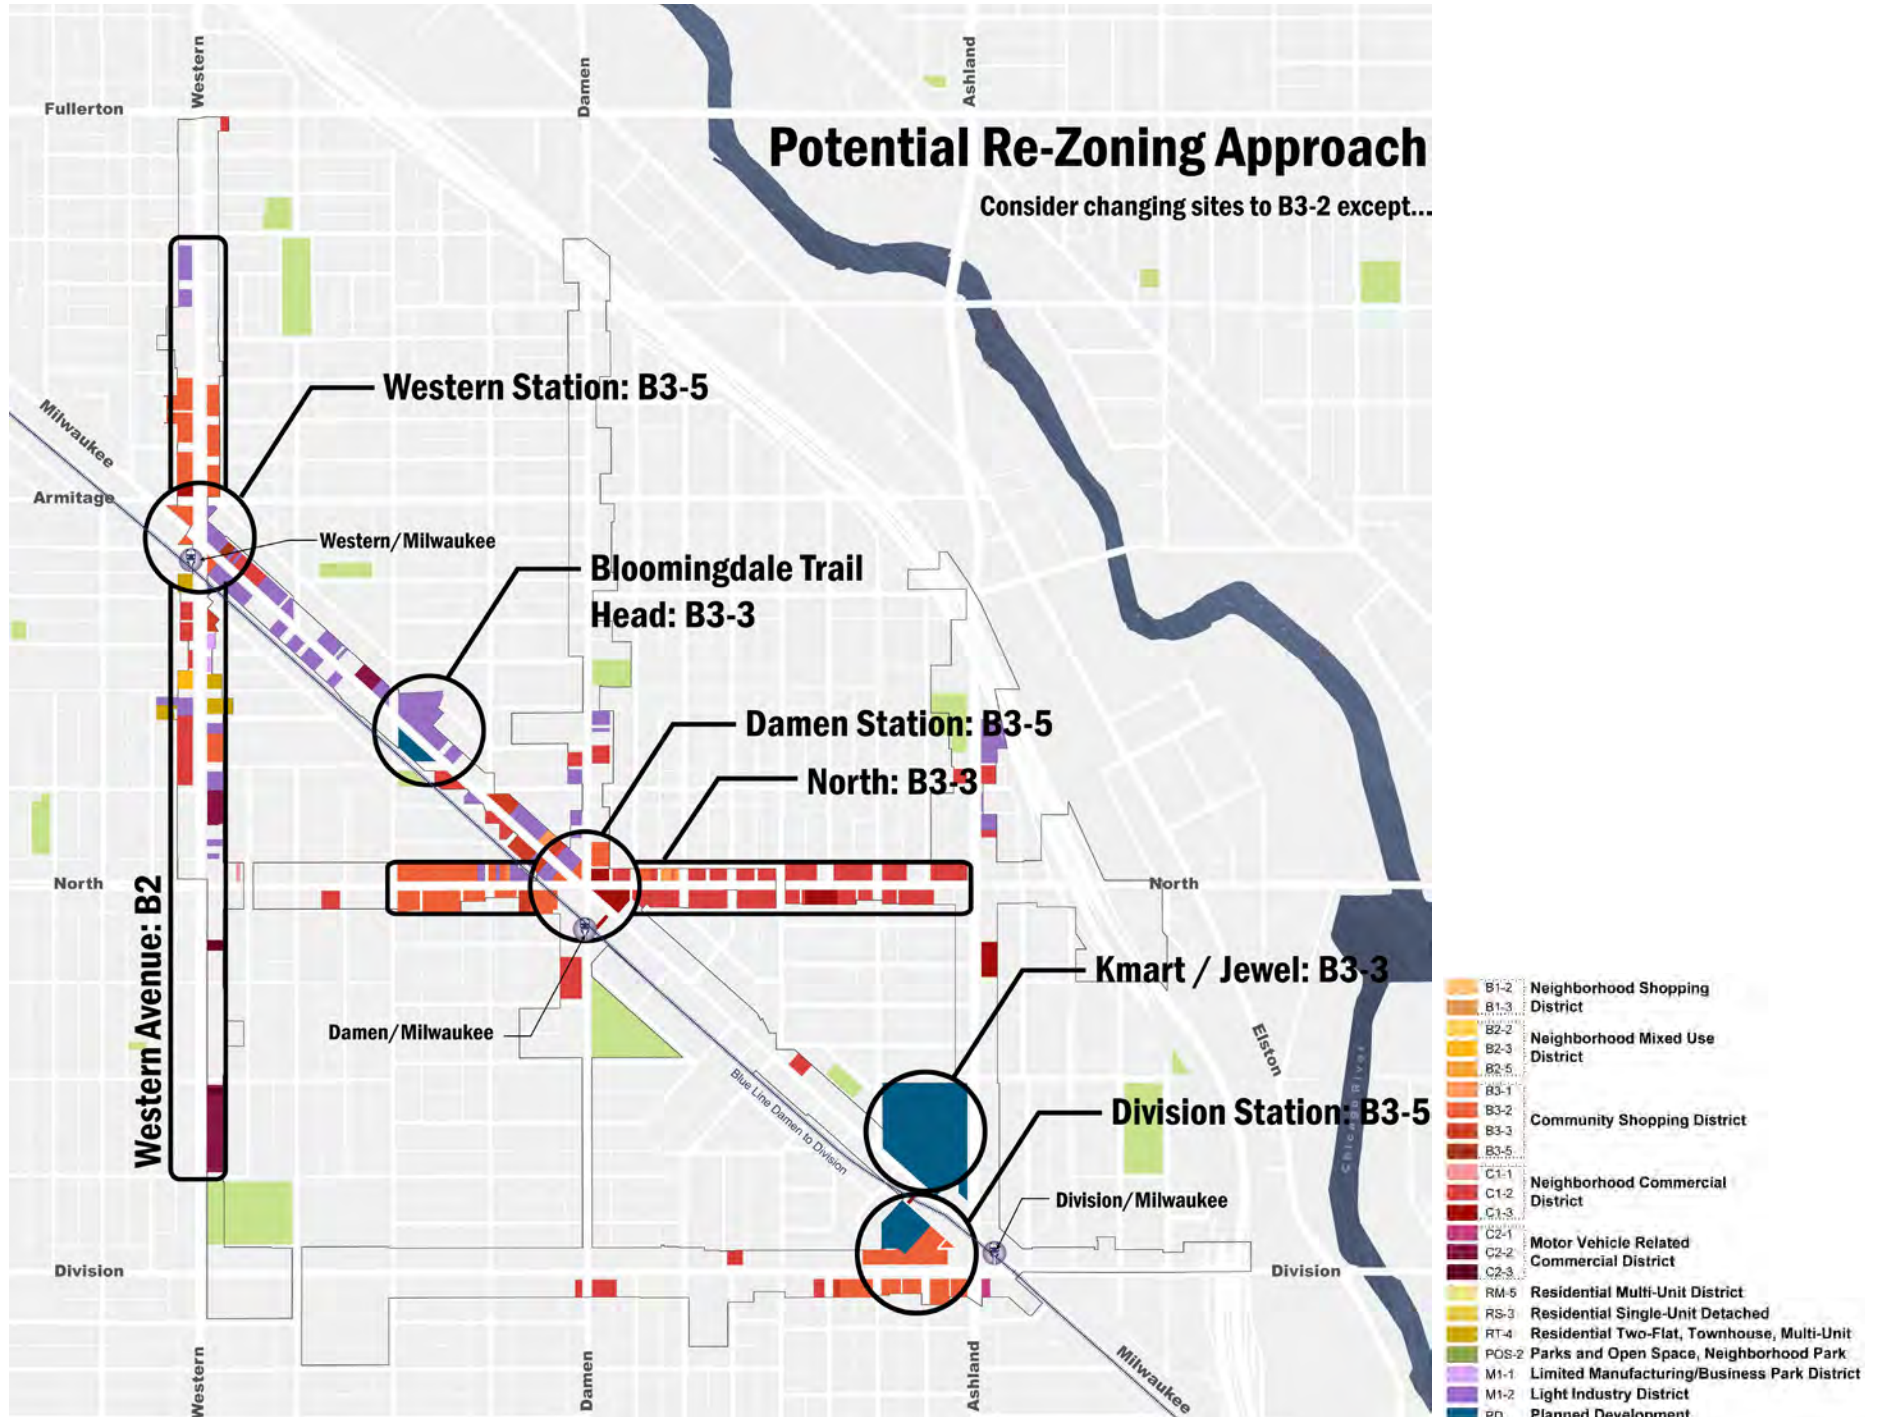 Western
Damen
Ashland
Fullerton
Potential Re-Zoning Approach
Consider changing sites to B3-2 except...
Western Station: B3-5
Milwaukee
Armitage
Western/Milwaukee
Bloomingdale Trail
Head: B3-3
Damen Station: B3-5
North: B3-3
North
North
Western Avenue: B2
Kmart / Jewel: B3-3
Damen/Milwaukee
Elston
Chicago River
Blue Line Damen to Division
Division Station: B3-5
Division/Milwaukee
Division
Division
Western
Damen
Ashland
Milwaukee
B1-2 Neighborhood Shopping
B1-3 District
B2-2
B2-3 Neighborhood Mixed Use
District
B2-5
B3-1
B3-2
Community Shopping District
B3-3
B3-5
C1-1
C1-2 Neighborhood Commercial
District
C1-3
C2-1
Motor Vehicle Related
C2-2 Commercial District
C2-3
RM-5 Residential Multi-Unit District
RS-3 Residential Single-Unit Detached
RT-4 Residential Two-Flat, Townhouse, Multi-Unit
POS-2 Parks and Open Space, Neighborhood Park
M1-1 Limited Manufacturing/Business Park District
M1-2 Light Industry District
PD Planned Development